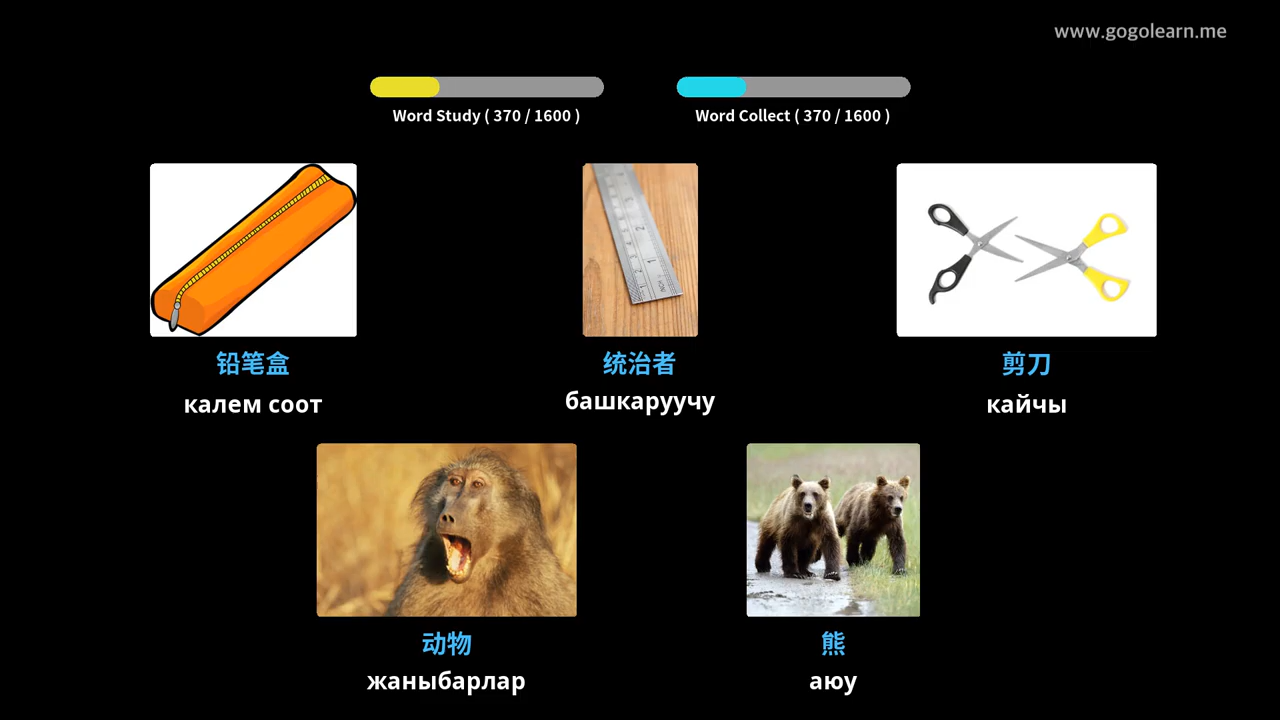 www.gogolearn.me
Word Study ( 370 / 1600 )
Word Collect ( 370 / 1600 )
铅笔盒
统治者
剪刀
калем соот
башкаруучу
кайчы
动物
熊
жаныбарлар
аюу